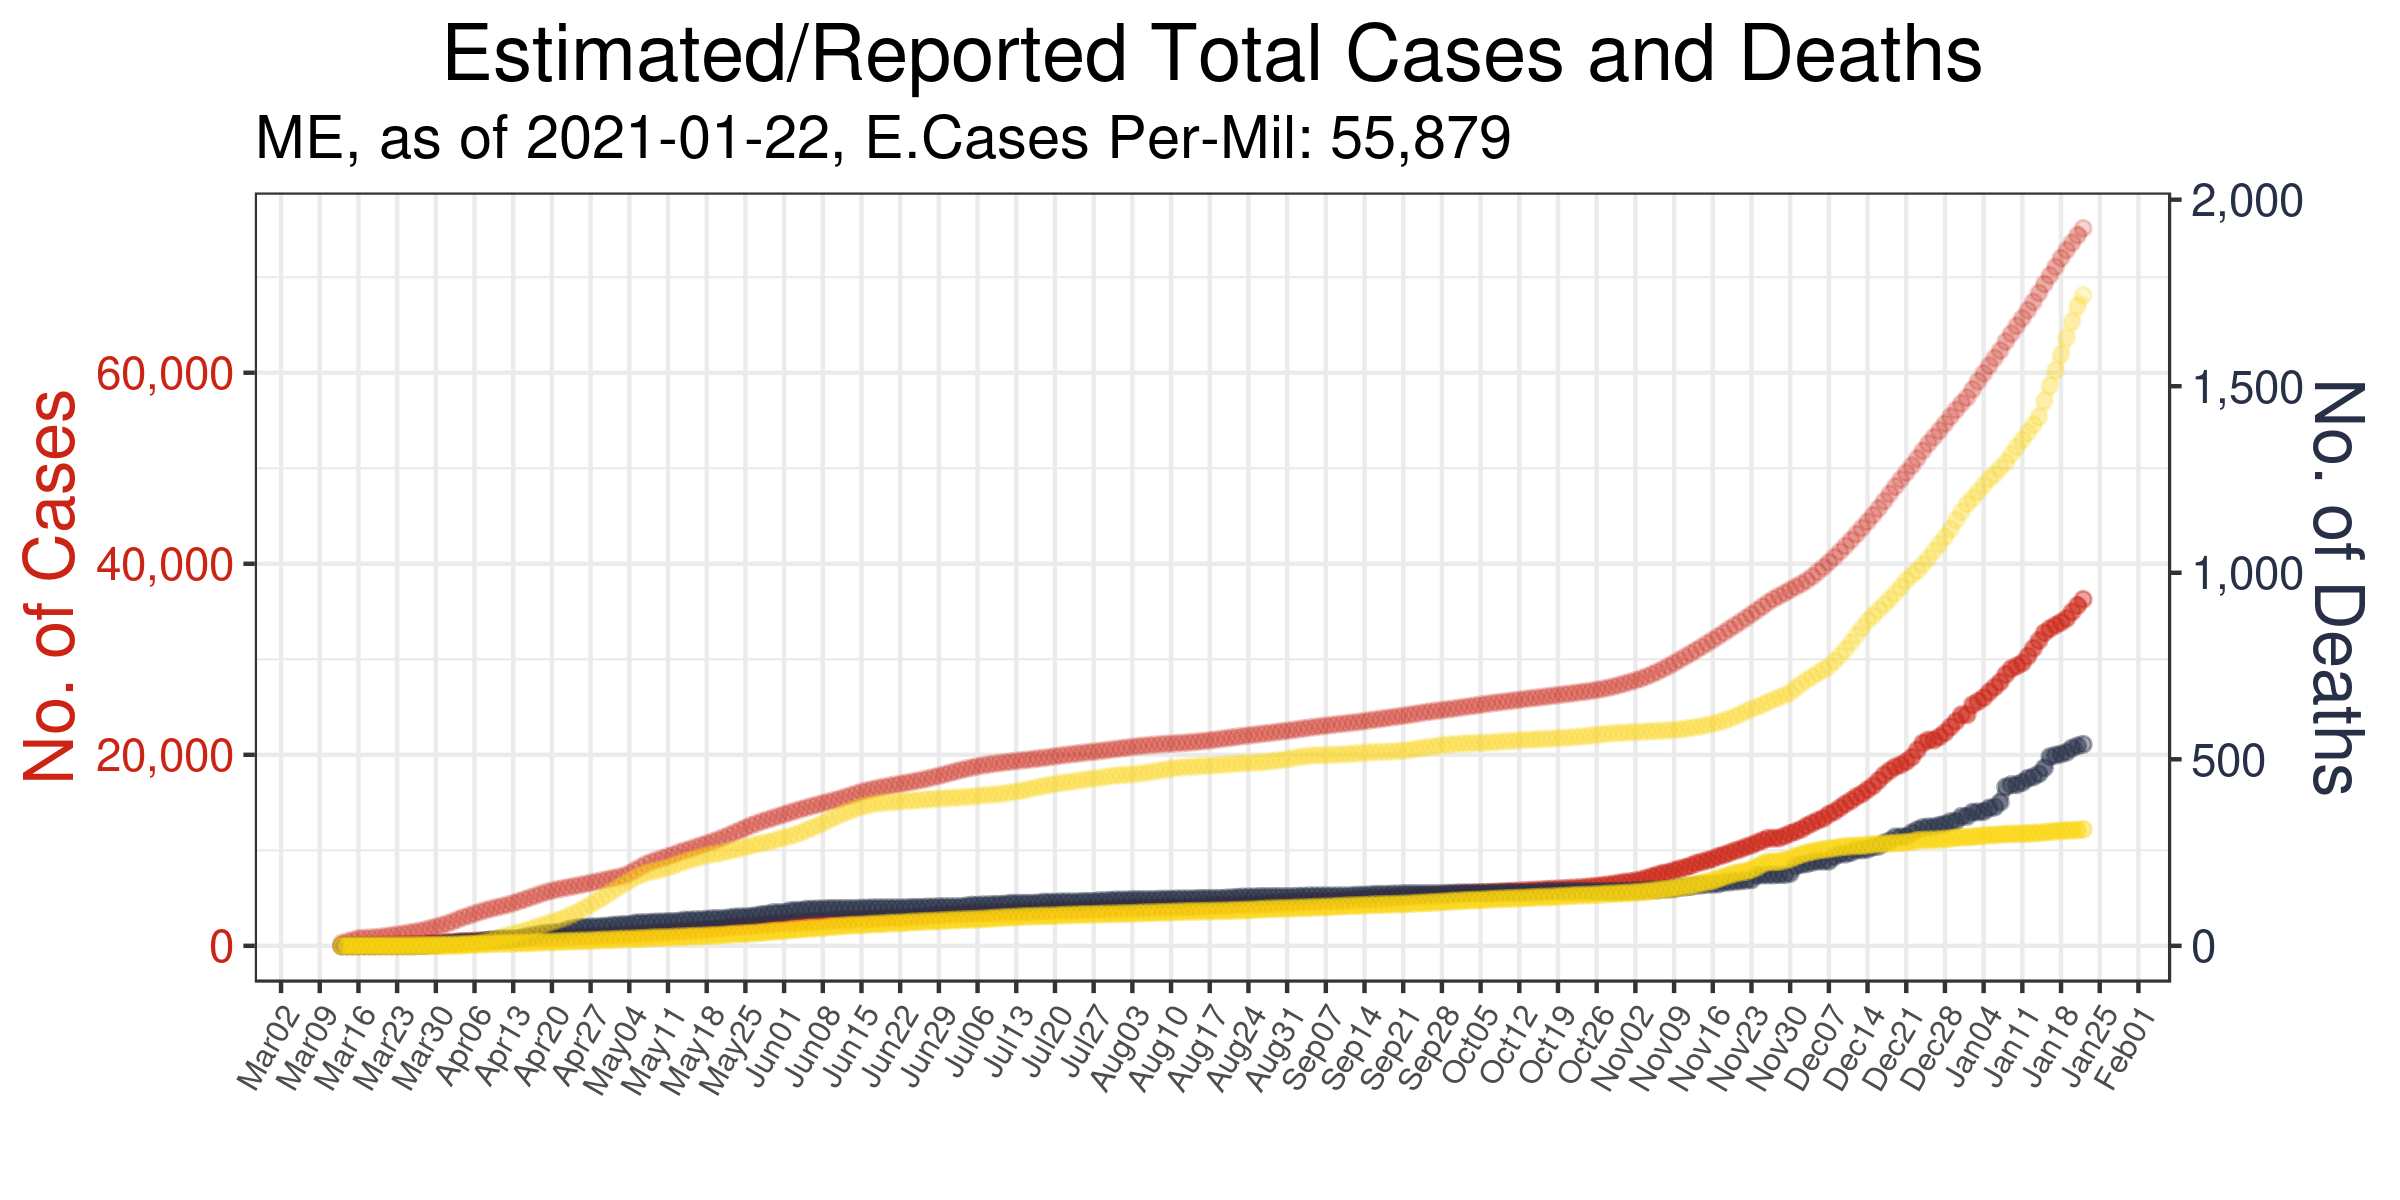 Estimated/Reported Total Cases and Deaths
ME, as of 2021-01-22, E.Cases Per-Mil: 55,879
No. of Cases
60,000
40,000
20,000
0
2,000
1,500
1,000
500
0
No. of Deaths
Mar02
Mar09
Mar16
Mar23
Mar30
Apr06
Apr13
Apr20
Apr27
May04
May11
May18
May25
Jun01
Jun08
Jun15
Jun22
Jun29
Jul06
Jul13
Jul20
Jul27
Aug03
Aug10
Aug17
Aug24
Aug31
Sep07
Sep14
Sep21
Sep28
Oct05
Oct12
Oct19
Oct26
Nov02
Nov09
Nov16
Nov23
Nov30
Dec07
Dec14
Dec21
Dec28
Jan04
Jan11
Jan18
Jan25
Feb01